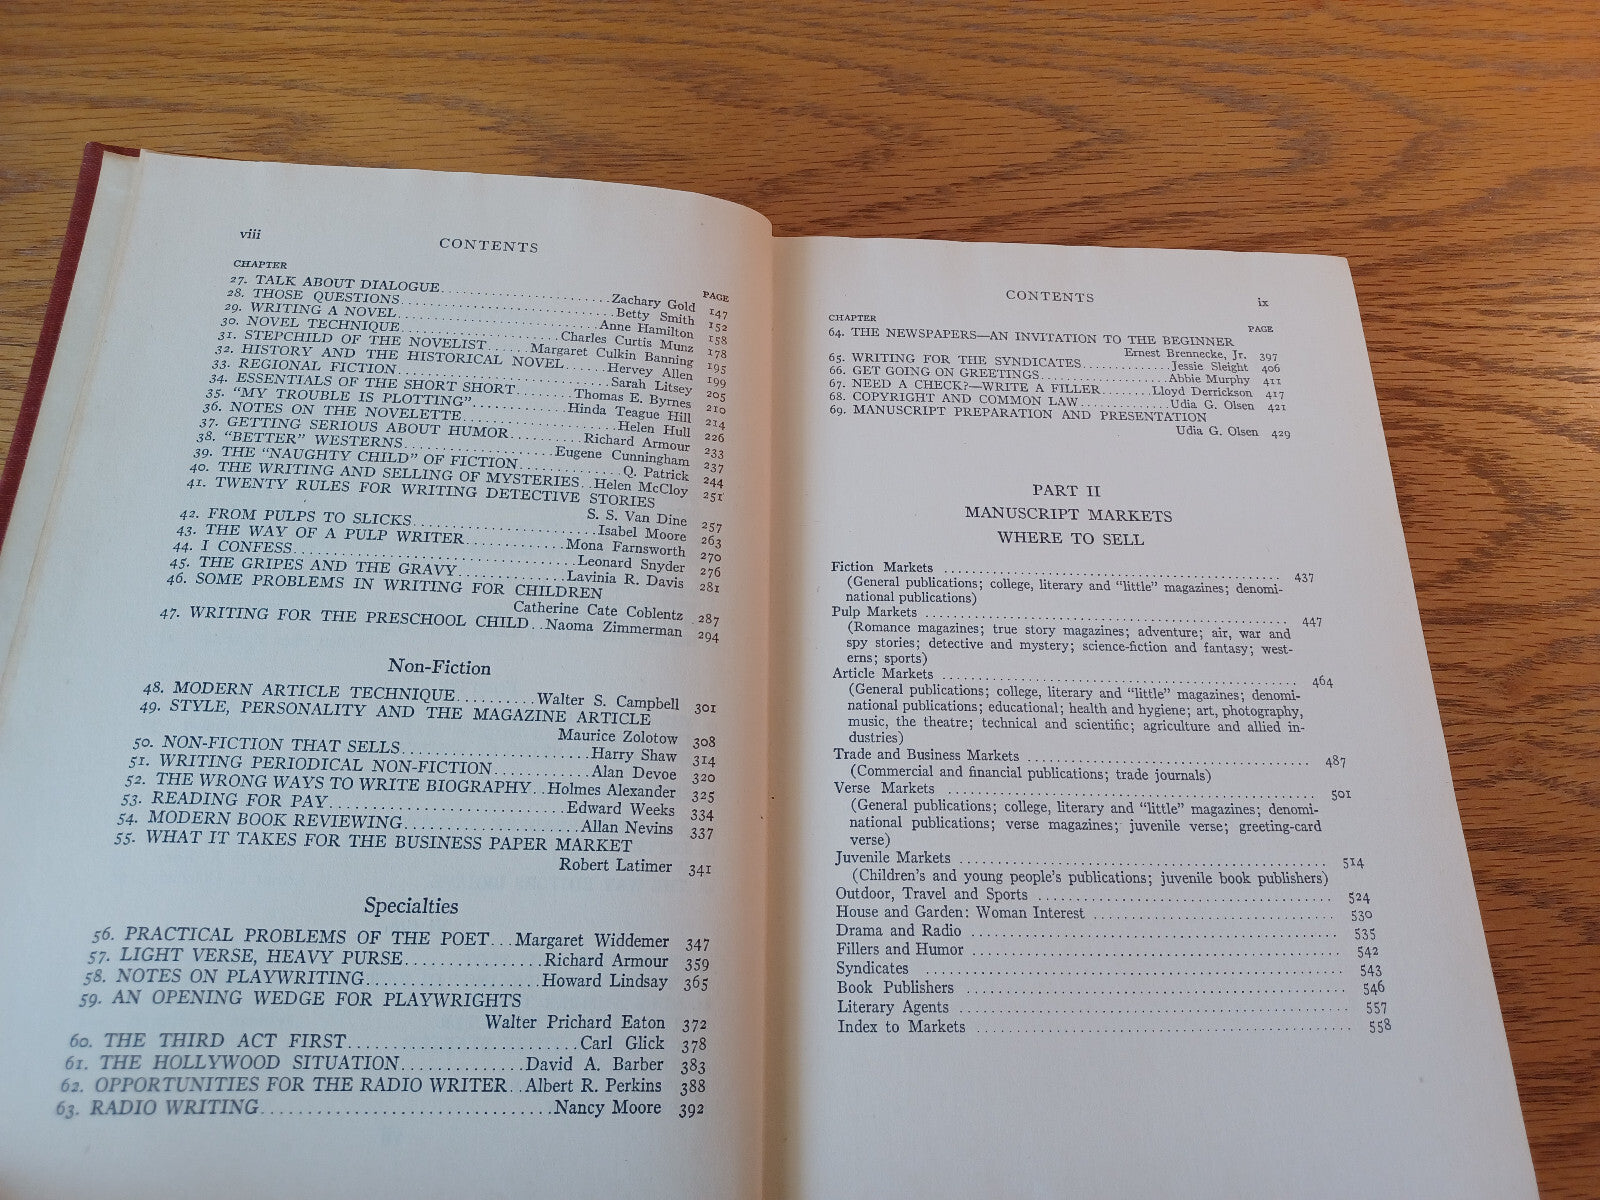 viii
CONTENTS
CHAPTER
PAGE
27. TALK ABOUT DIALOGUE..............................Zachary Gold 147
28. THOSE QUESTIONS..............................Betty Smith 152
29. WRITING A NOVEL..............................Anne Hamilton 158
30. NOVEL TECHNIQUE......................Charles Curtis Munz 178
31. STEPCHILD OF THE NOVELIST......Margaret Culkin Banning 195
32. HISTORY AND THE HISTORICAL NOVEL......Hervey Allen 199
33. REGIONAL FICTION..............................Sarah Litsey 205
34. ESSENTIALS OF THE SHORT SHORT........Thomas E. Byrnes 210
35. "MY TROUBLE IS PLOTTING".............Hinda Teague Hill 214
36. NOTES ON THE NOVELETTE....................Helen Hull 226
37. GETTING SERIOUS ABOUT HUMOR..........Richard Armour 233
38. "BETTER" WESTERNS.....................Eugene Cunningham 237
39. THE "NAUGHTY CHILD" OF FICTION..............Q. Patrick 244
40. THE WRITING AND SELLING OF MYSTERIES..Helen McCloy 251
41. TWENTY RULES FOR WRITING DETECTIVE STORIES
S. S. Van Dine 257
42. FROM PULPS TO SLICKS.........................Isabel Moore 263
43. THE WAY OF A PULP WRITER.............Mona Farnsworth 270
44. I CONFESS..............................Leonard Snyder 276
45. THE GRIPES AND THE GRAVY..............Lavinia R. Davis 281
46. SOME PROBLEMS IN WRITING FOR CHILDREN
Catherine Cate Coblentz 287
47. WRITING FOR THE PRESCHOOL CHILD..Naoma Zimmerman 294
Non-Fiction
48. MODERN ARTICLE TECHNIQUE..........Walter S. Campbell 301
49. STYLE, PERSONALITY AND THE MAGAZINE ARTICLE
Maurice Zolotow 308
50. NON-FICTION THAT SELLS......................Harry Shaw 314
51. WRITING PERIODICAL NON-FICTION............Alan Devoe 320
52. THE WRONG WAYS TO WRITE BIOGRAPHY..Holmes Alexander 325
53. READING FOR PAY............................Edward Weeks 334
54. MODERN BOOK REVIEWING.....................Allan Nevins 337
55. WHAT IT TAKES FOR THE BUSINESS PAPER MARKET
Robert Latimer 341
Specialties
56. PRACTICAL PROBLEMS OF THE POET...Margaret Widdemer 347
57. LIGHT VERSE, HEAVY PURSE................Richard Armour 359
58. NOTES ON PLAYWRITING....................Howard Lindsay 365
59. AN OPENING WEDGE FOR PLAYWRIGHTS
Walter Prichard Eaton 372
60. THE THIRD ACT FIRST...........................Carl Glick 378
61. THE HOLLYWOOD SITUATION..............David A. Barber 383
62. OPPORTUNITIES FOR THE RADIO WRITER..Albert R. Perkins 388
63. RADIO WRITING...............................Nancy Moore 392
CONTENTS
ix
CHAPTER
PAGE
64. THE NEWSPAPERS—AN INVITATION TO THE BEGINNER
Ernest Brennecke, Jr. 397
65. WRITING FOR THE SYNDICATES..............Jessie Sleight 406
66. GET GOING ON GREETINGS....................Abbie Murphy 411
67. NEED A CHECK?—WRITE A FILLER........Lloyd Derrickson 417
68. COPYRIGHT AND COMMON LAW..............Udia G. Olsen 421
69. MANUSCRIPT PREPARATION AND PRESENTATION
Udia G. Olsen 429
PART II
MANUSCRIPT MARKETS
WHERE TO SELL
Fiction Markets ........................................ 437
(General publications; college, literary and "little" magazines; denomi-
national publications)
Pulp Markets ........................................ 447
(Romance magazines; true story magazines; adventure; air, war and
spy stories; detective and mystery; science-fiction and fantasy; west-
erns; sports)
Article Markets ........................................ 464
(General publications; college, literary and "little" magazines; denomi-
national publications; educational; health and hygiene; art, photography,
music, the theatre; technical and scientific; agriculture and allied in-
dustries)
Trade and Business Markets ............................ 487
(Commercial and financial publications; trade journals)
Verse Markets ........................................ 501
(General publications; college, literary and "little" magazines; denomi-
national publications; verse magazines; juvenile verse; greeting-card
verse)
Juvenile Markets ........................................ 514
(Children's and young people's publications; juvenile book publishers)
Outdoor, Travel and Sports ............................ 524
House and Garden: Woman Interest ...................... 530
Drama and Radio ........................................ 535
Fillers and Humor ........................................ 542
Syndicates ........................................ 543
Book Publishers ........................................ 546
Literary Agents ........................................ 557
Index to Markets ........................................ 558